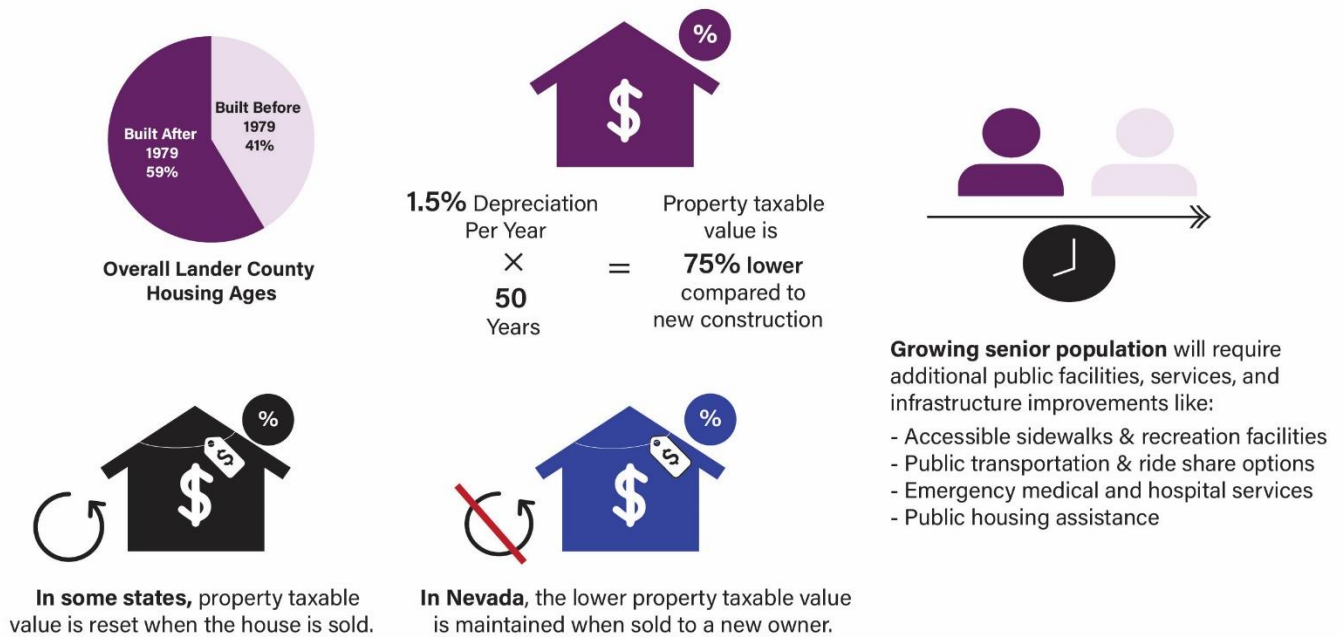 Built After
1979
59%
Built Before
1979
41%
Overall Lander County
Housing Ages
%
$
1.5% Depreciation
Per Year
×
50
Years
=
Property taxable
value is
75% lower
compared to
new construction
%
$
$
In some states, property taxable
value is reset when the house is sold.
%
$
$
In Nevada, the lower property taxable value
is maintained when sold to a new owner.
Growing senior population will require
additional public facilities, services, and
infrastructure improvements like:
- Accessible sidewalks & recreation facilities
- Public transportation & ride share options
- Emergency medical and hospital services
- Public housing assistance